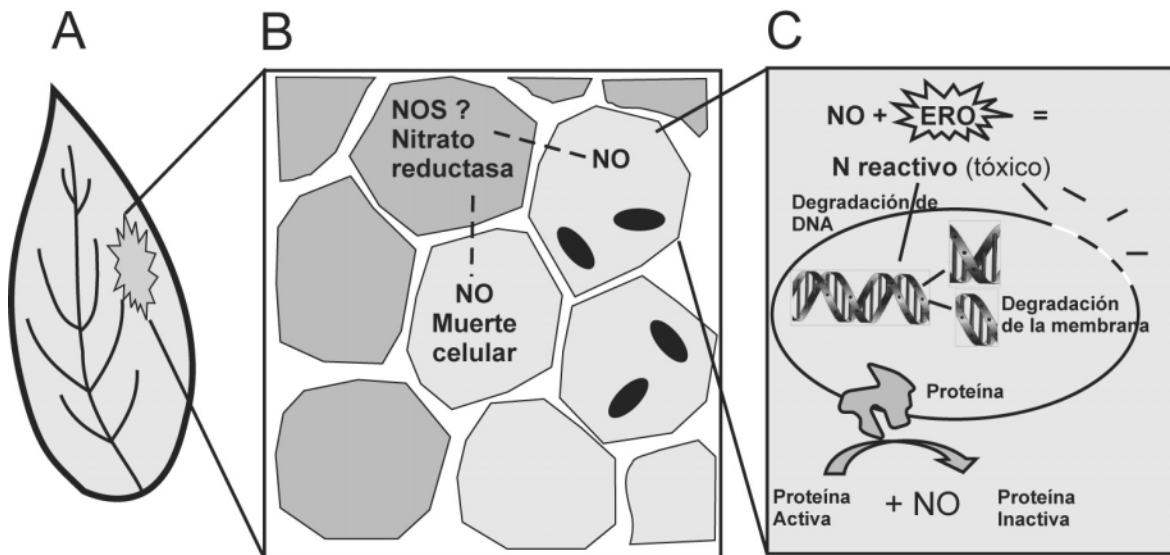 A
B
C
NOS ?
Nitrato
reductasa
NO
NO
Muerte
celular
NO + ERO =
N reactivo (tóxico)
Degradación de
DNA
Degradación
de la membrana
Proteína
Proteína
Activa
+ NO
Proteína
Inactiva